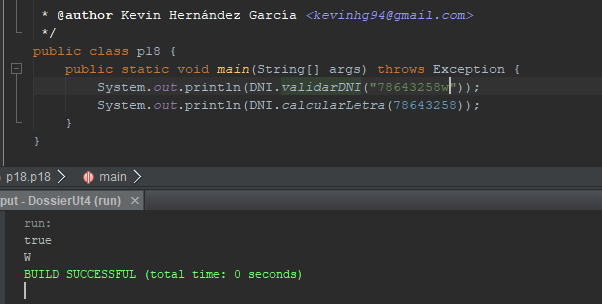 * @author Kevin Hernández García <kevinhg94@gmail.com>
*/
public class p18 {
public static void main(String[] args) throws Exception {
System.out.println(DNI.validarDNI("78643258w"));
System.out.println(DNI.calcularLetra(78643258));
}
}
p18.p18 > main >
put - DossierUt4 (run) ×
run:
true
W
BUILD SUCCESSFUL (total time: 0 seconds)